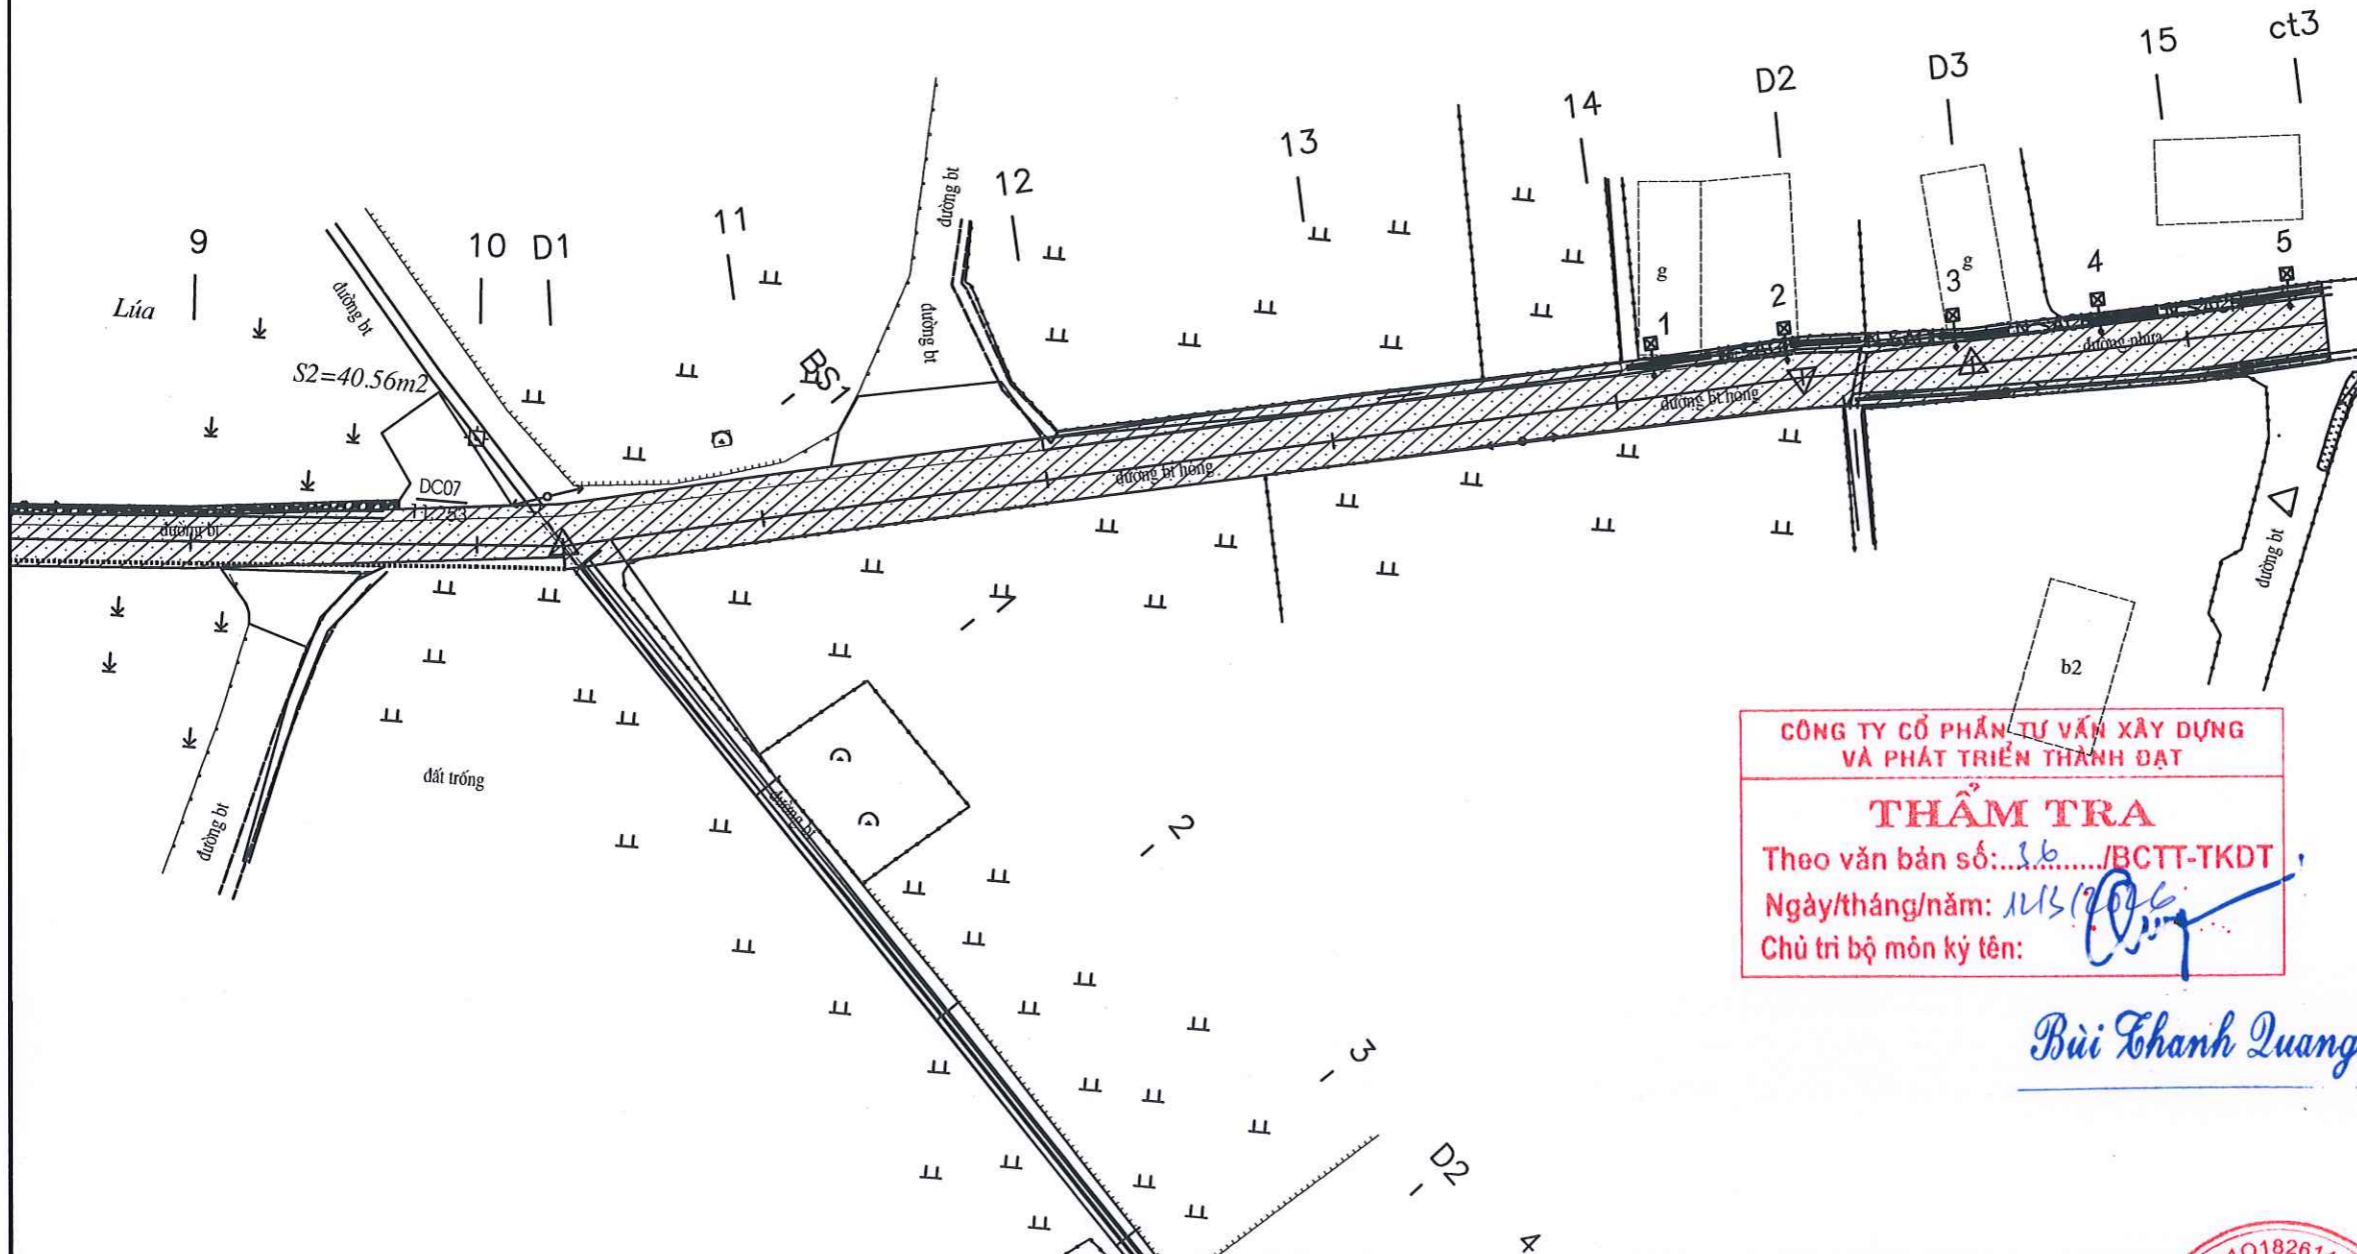 ct3
15
D3
D2
14
13
12
11
10
D1
9
Lúa
đường bt
đường bt
đường bt
S2=40.56m2
BS1
DC07
11.253
đường bt
đường bt hỏng
đường bt hỏng
đường nhựa
g
g
1
2
3
4
5
đường bt
b2
đất trống
đường bt
đường bt
1
2
3
D2
4
CÔNG TY CỔ PHẦN TƯ VẤN XÂY DỰNG
VÀ PHÁT TRIỂN THÀNH ĐẠT
THẨM TRA
Theo văn bản số:..36....../BCTT-TKDT
Ngày/tháng/năm:
Chủ trì bộ môn ký tên:
Bùi Thanh Quang